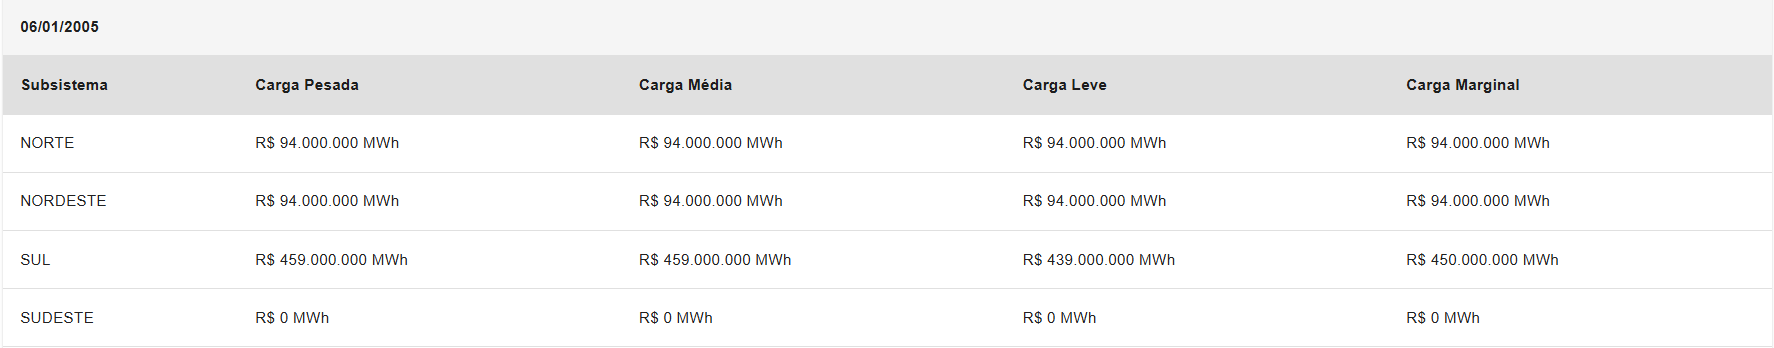 06/01/2005
Subsistema Carga Pesada Carga Média Carga Leve Carga Marginal
NORTE R$ 94.000.000 MWh R$ 94.000.000 MWh R$ 94.000.000 MWh R$ 94.000.000 MWh
NORDESTE R$ 94.000.000 MWh R$ 94.000.000 MWh R$ 94.000.000 MWh R$ 94.000.000 MWh
SUL R$ 459.000.000 MWh R$ 459.000.000 MWh R$ 439.000.000 MWh R$ 450.000.000 MWh
SUDESTE R$ 0 MWh R$ 0 MWh R$ 0 MWh R$ 0 MWh